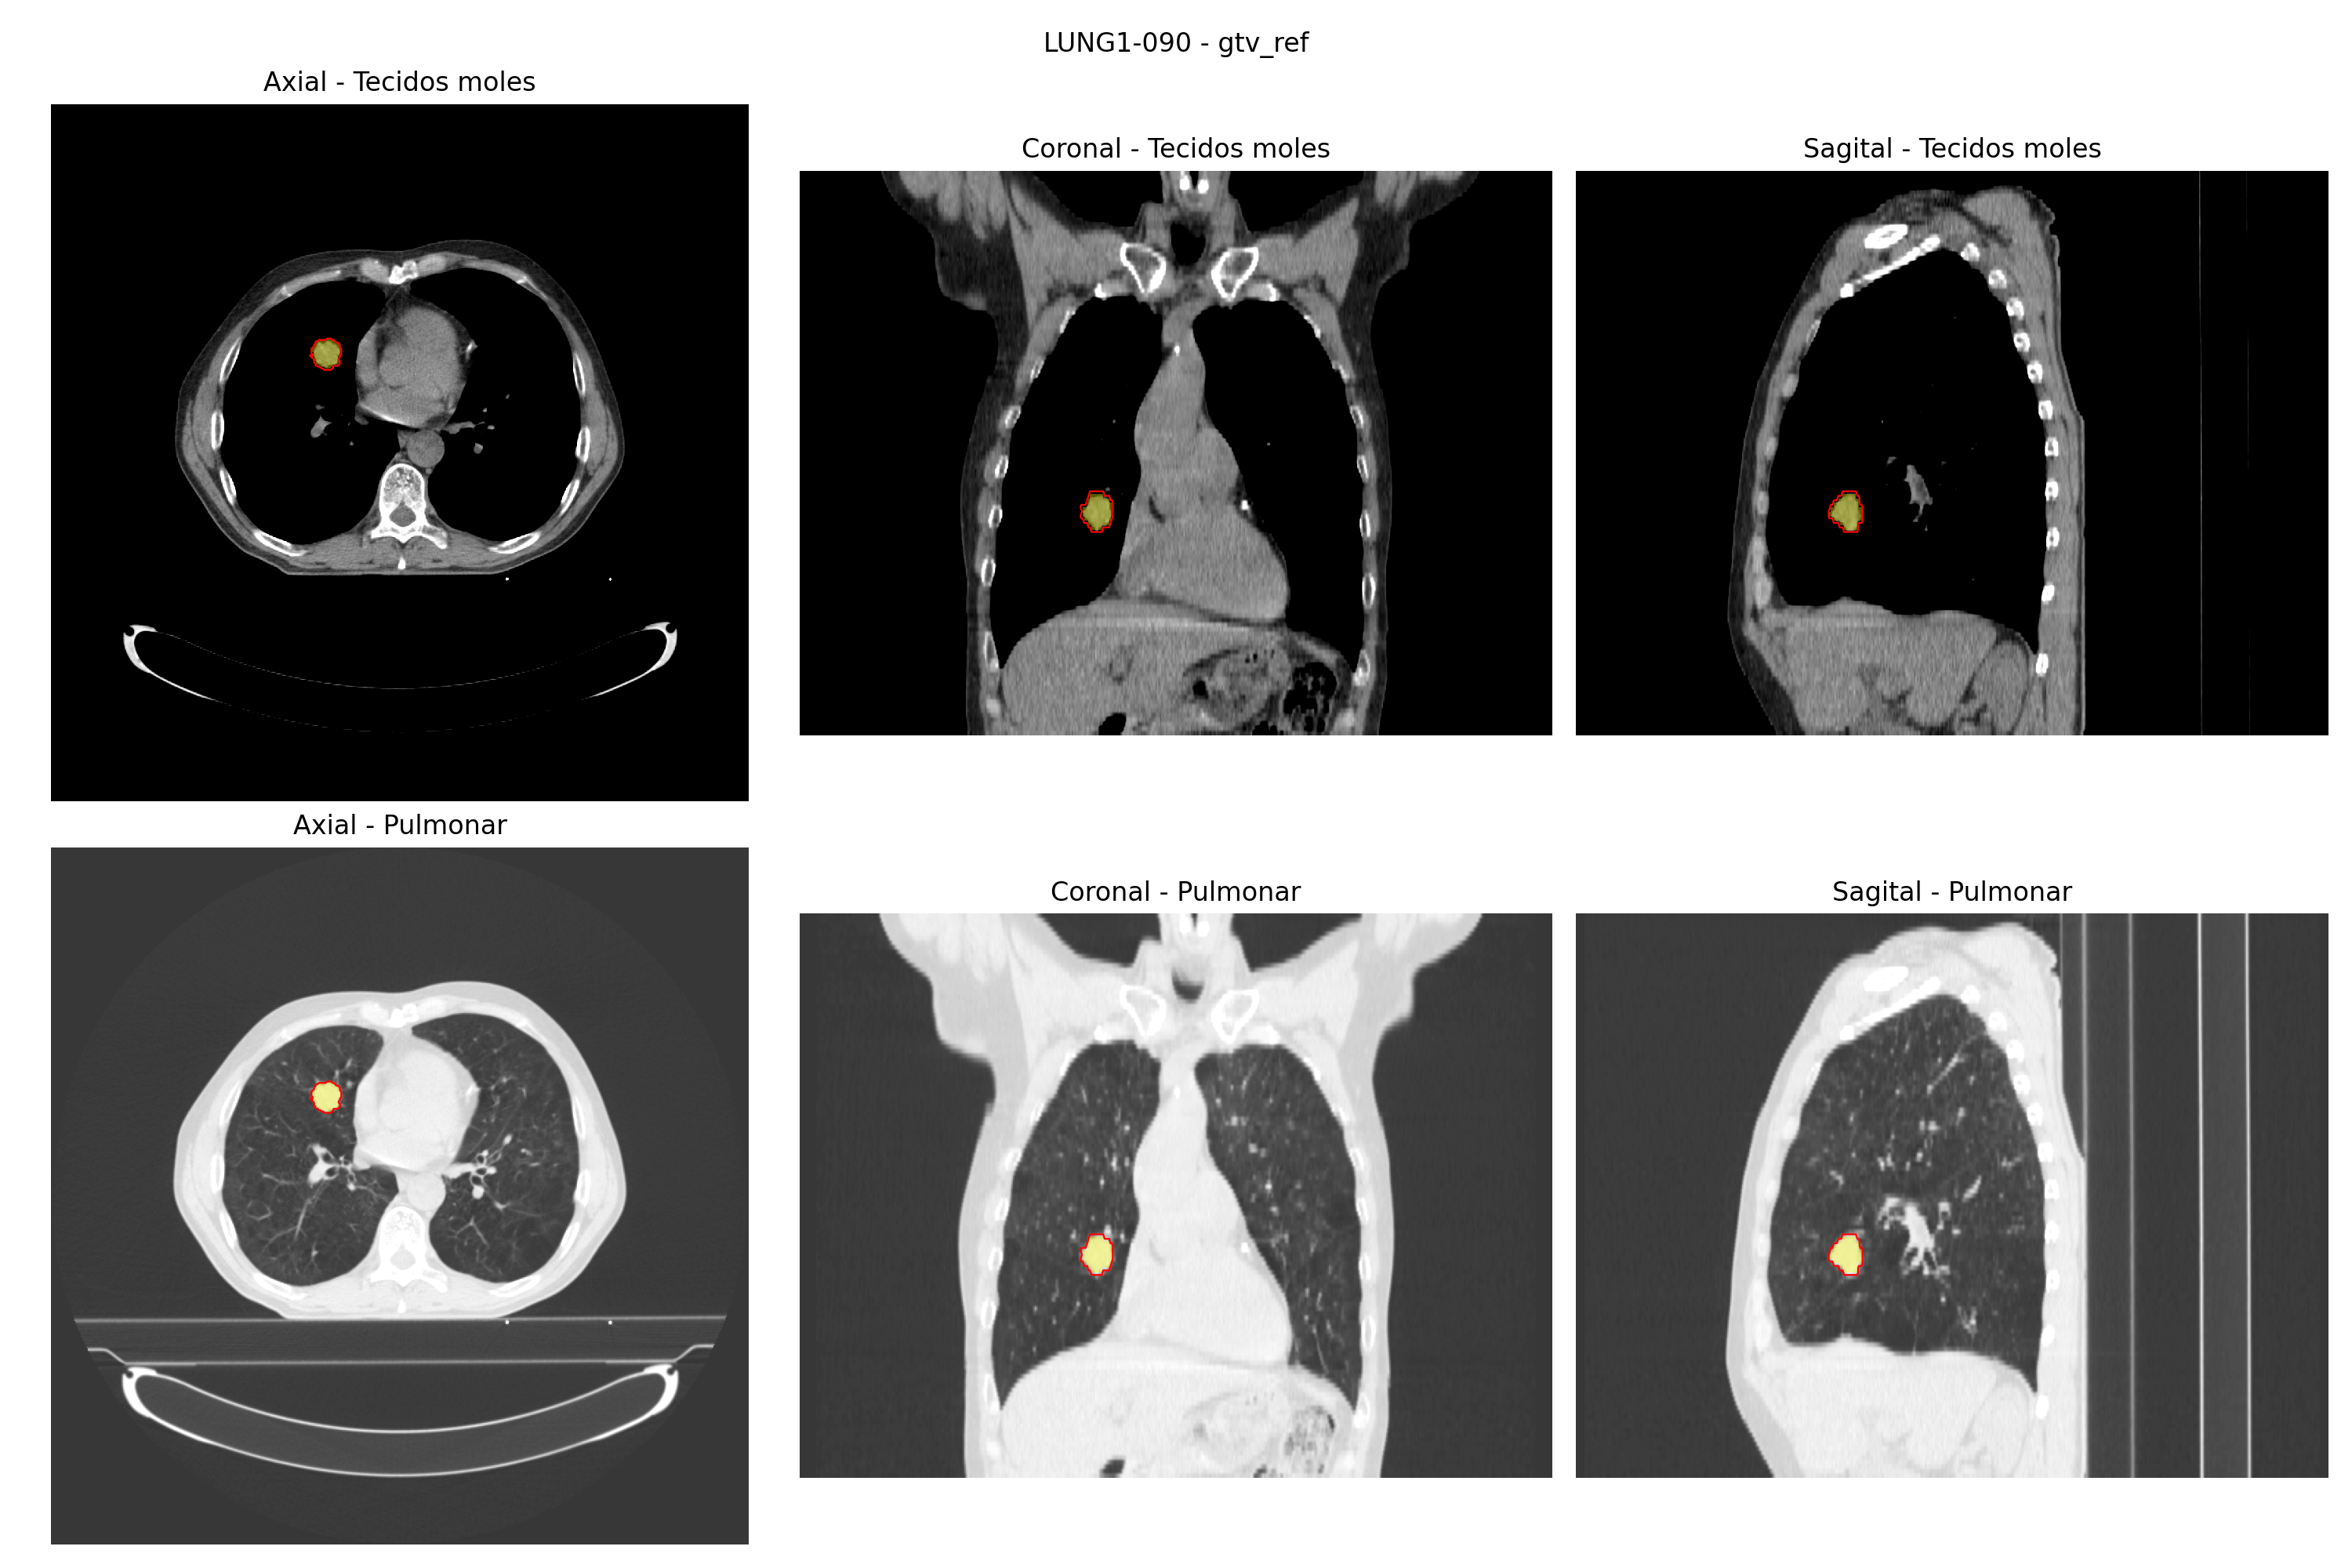 LUNG1-090 - gtv_ref
Axial - Tecidos moles
Coronal - Tecidos moles
Sagital - Tecidos moles
Axial - Pulmonar
Coronal - Pulmonar
Sagital - Pulmonar